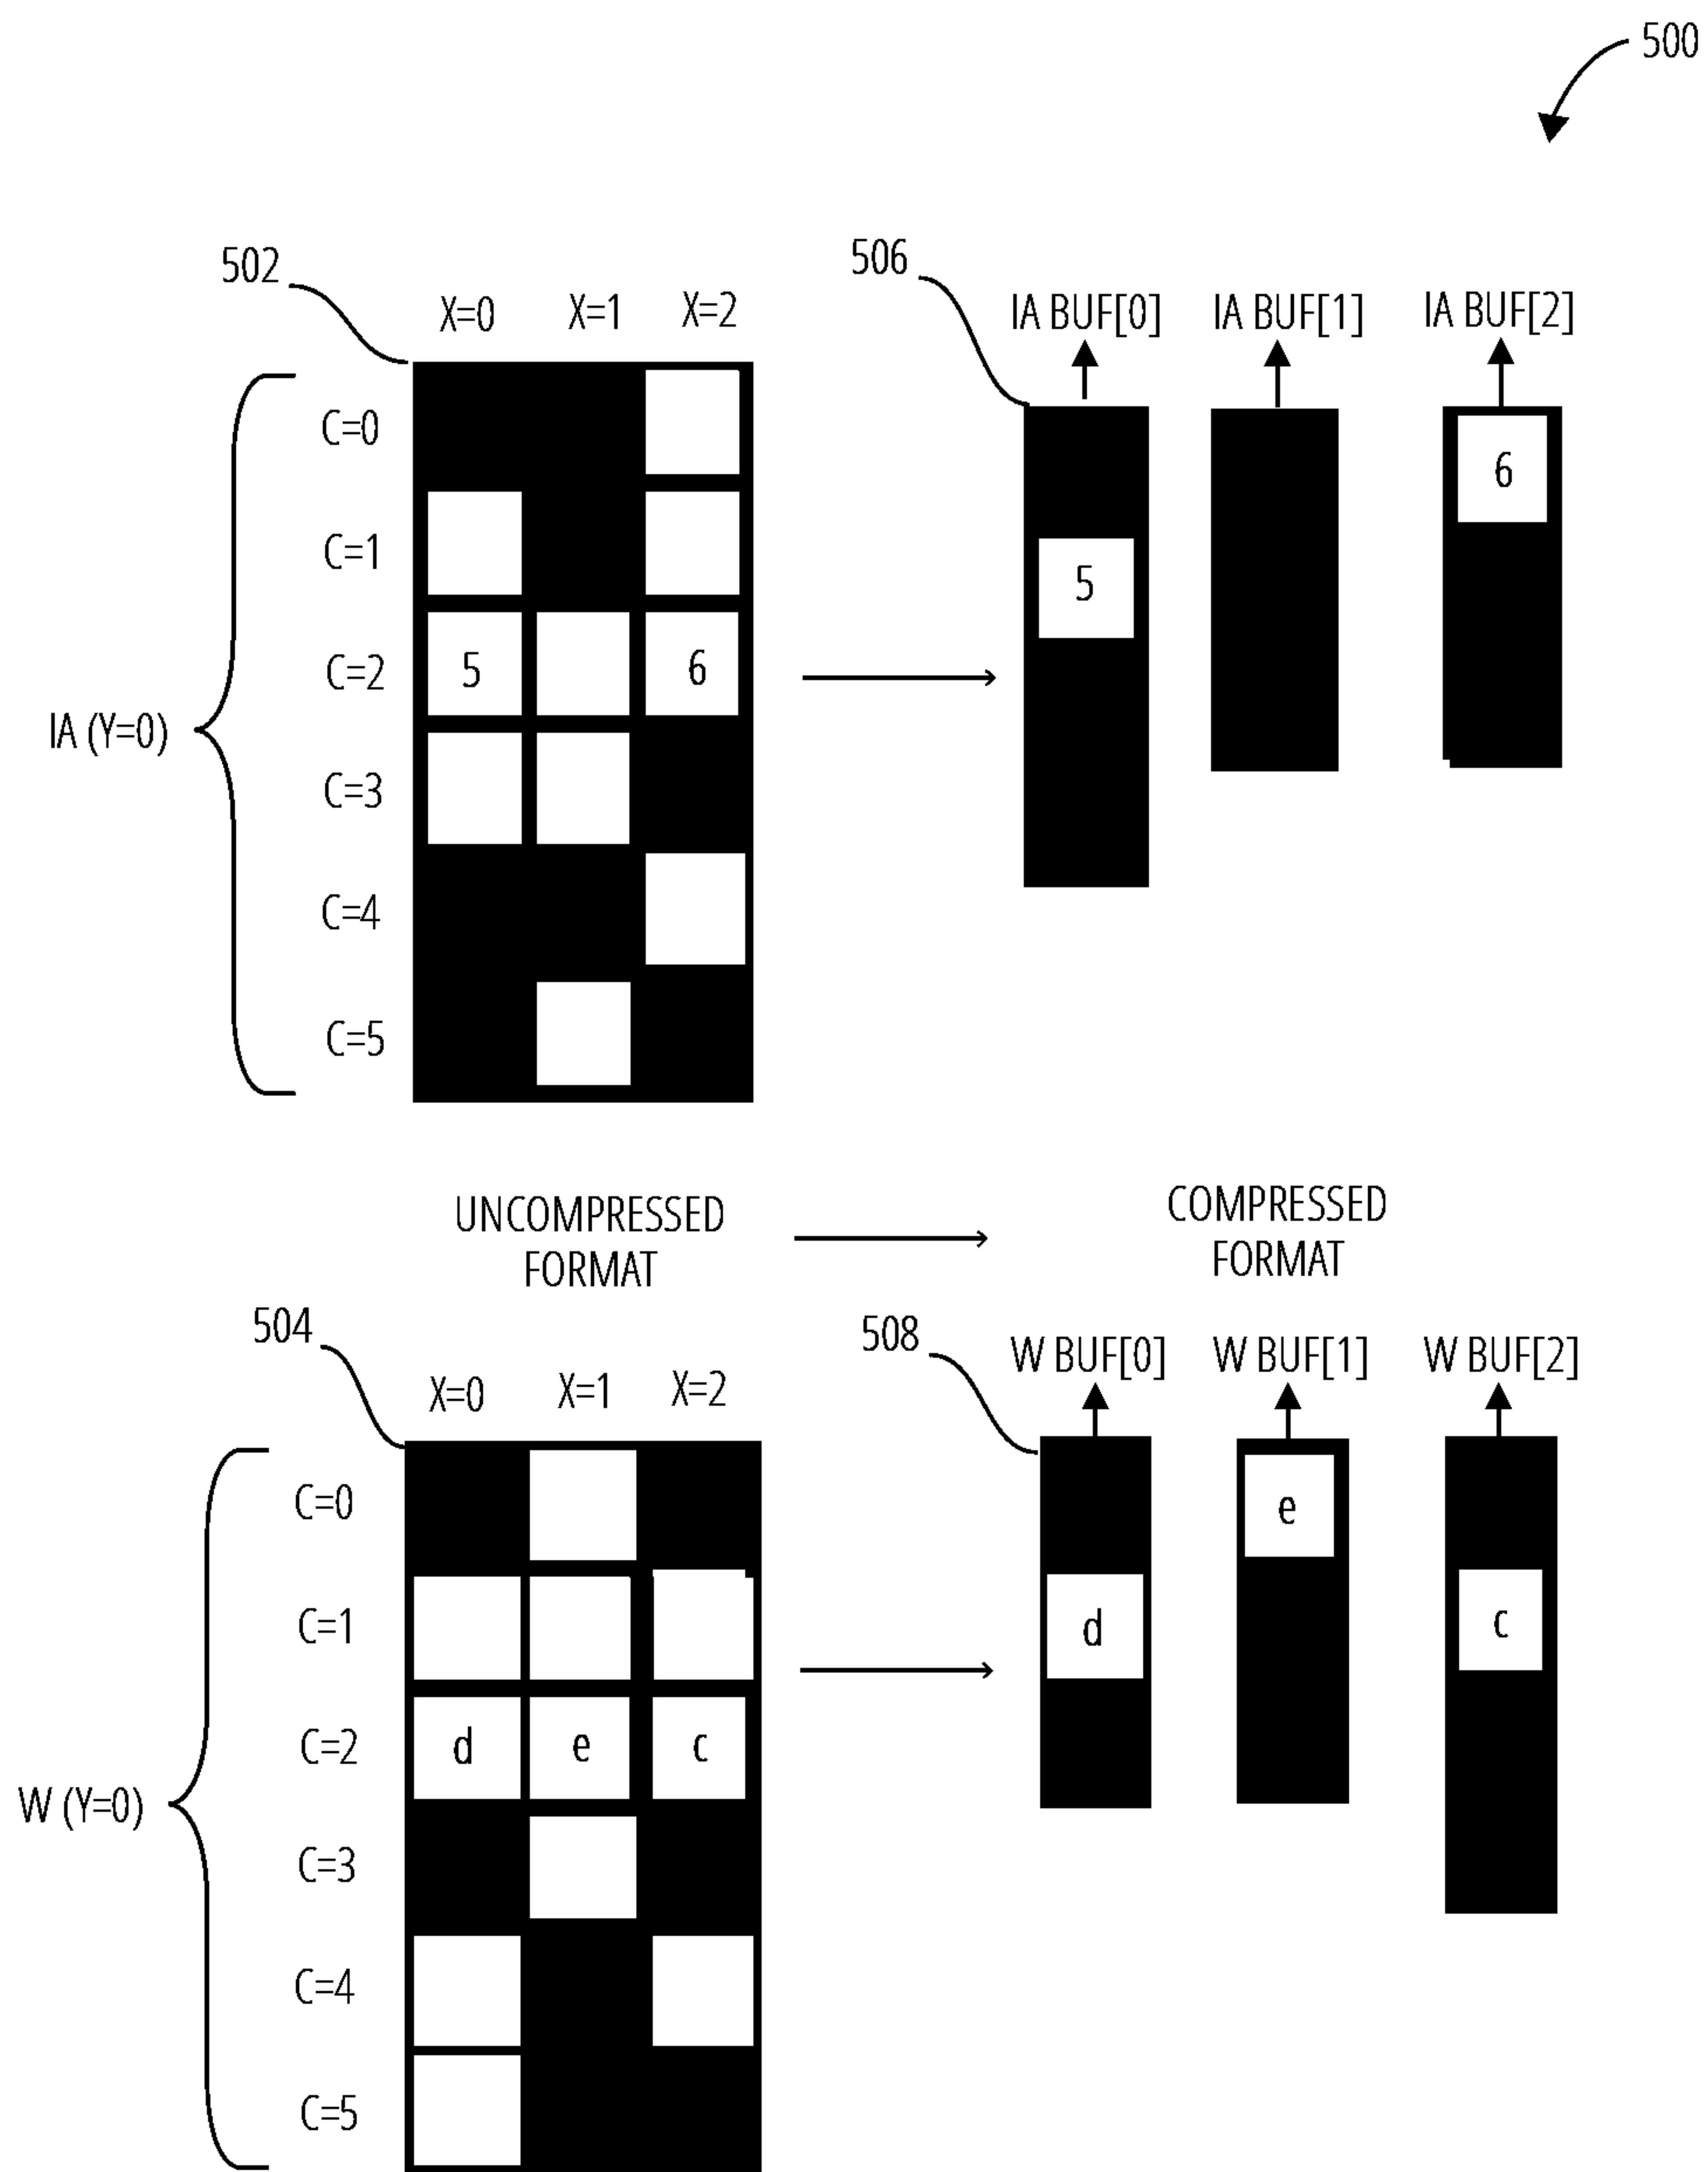 500
502
506
X=0 X=1 X=2
IA BUF[0] IA BUF[1] IA BUF[2]
C=0
6
C=1
5
C=2 5 6
IA (Y=0)
C=3
C=4
C=5
UNCOMPRESSED
FORMAT
COMPRESSED
FORMAT
504
508
X=0 X=1 X=2
W BUF[0] W BUF[1] W BUF[2]
C=0
e
C=1
d c
C=2 d e c
W (Y=0)
C=3
C=4
C=5